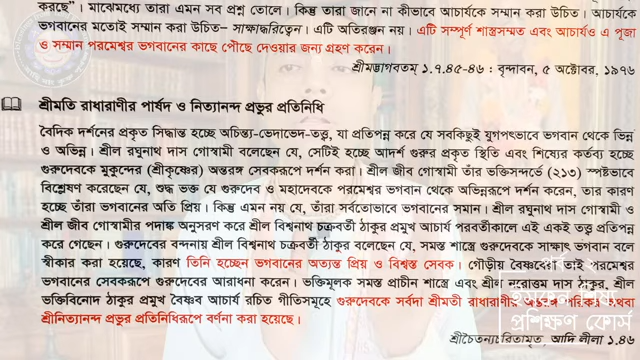 করছে”। মাঝেমধ্যে তারা এমন সব প্রশ্ন তোলে। কিন্তু তারা জানে না কীভাবে আচার্যকে সম্মান করা উচিত। আচার্যকে
ভগবানের মতোই সম্মান করা উচিত– সাক্ষাদ্ধরিত্বেন। এটি অতিরঞ্জন নয়। এটি সম্পূর্ণ শাস্ত্রসম্মত এবং আচার্যও এ পূজা
ও সম্মান পরমেশ্বর ভগবানের কাছে পৌছে দেওয়ার জন্য গ্রহণ করেন।
শ্রীমদ্ভাগবতম্ ১.৭.৪৫-৪৬ : বৃন্দাবন, ৫ অক্টোবর, ১৯৭৬
শ্রীমতি রাধারাণীর পার্ষদ ও নিত্যানন্দ প্রভুর প্রতিনিধি
বৈদিক দর্শনের প্রকৃত সিদ্ধান্ত হচ্ছে অচিন্ত্য-ভেদাভেদ-তত্ত্ব, যা প্রতিপন্ন করে যে সবকিছুই যুগপৎভাবে ভগবান থেকে ভিন্ন
ও অভিন্ন। শ্রীল রঘুনাথ দাস গোস্বামী বলেছেন যে, সেটিই হচ্ছে আদর্শ গুরুর প্রকৃত স্থিতি এবং শিষ্যের কর্তব্য হচ্ছে
গুরুদেবকে মুকুন্দের (শ্রীকৃষ্ণের) অন্তরঙ্গ সেবকরূপে দর্শন করা। শ্রীল জীব গোস্বামী তাঁর ভক্তিসন্দর্ভে (২১৩) স্পষ্টভাবে
বিশ্লেষণ করেছেন যে, শুদ্ধ ভক্ত যে গুরুদেব ও মহাদেবকে পরমেশ্বর ভগবান থেকে অভিন্নরূপে দর্শন করেন, তার কারণ
হচ্ছে তাঁরা ভগবানের অতি প্রিয়। কিন্তু এমন নয় যে, তাঁরা সর্বতোভাবে ভগবানের সমান। শ্রীল রঘুনাথ দাস গোস্বামী ও
শ্রীল জীব গোস্বামীর পদাঙ্ক অনুসরণ করে শ্রীল বিশ্বনাথ চক্রবর্তী ঠাকুর প্রমুখ আচার্য পরবর্তীকালে এই একই তত্ত্ব প্রতিপন্ন
করে গেছেন। গুরুদেবের বন্দনায় শ্রীল বিশ্বনাথ চক্রবর্তী ঠাকুর বলেছেন যে, সমস্ত শাস্ত্রে গুরুদেবকে সাক্ষাৎ ভগবান বলে
স্বীকার করা হয়েছে, কারণ তিনি হচ্ছেন ভগবানের অত্যন্ত প্রিয় ও বিশ্বস্ত সেবক। গৌড়ীয় বৈষ্ণবেরা তাই পরমেশ্বর
ভগবানের সেবকরূপে গুরুদেবের আরাধনা করেন। ভক্তিমূলক সমস্ত প্রাচীন শাস্ত্রে এবং শ্রীল নরোত্তম দাস ঠাকুর, শ্রীল
ভক্তিবিনোদ ঠাকুর প্রমুখ বৈষ্ণব আচার্য রচিত গীতিসমূহে গুরুদেবকে সর্বদা শ্রীমতী রাধারাণীর অন্তরঙ্গ পরিকর অথবা
শ্রীনিত্যানন্দ প্রভুর প্রতিনিধিরূপে বর্ণনা করা হয়েছে।
শ্রীচৈতন্যচরিতামৃত, আদি লীলা ১.৪৬
ইসকন শিষ্য
প্রশিক্ষণ কোর্স